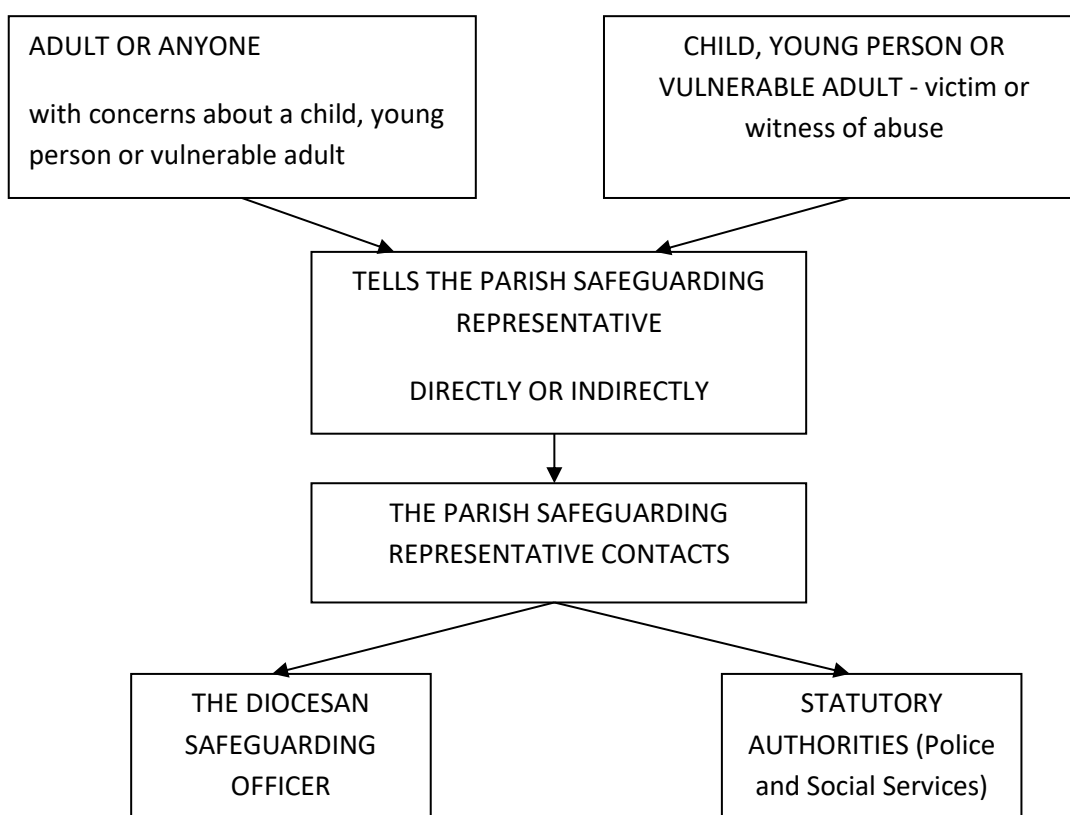 ADULT OR ANYONE
with concerns about a child, young
person or vulnerable adult
CHILD, YOUNG PERSON OR
VULNERABLE ADULT - victim or
witness of abuse
TELLS THE PARISH SAFEGUARDING
REPRESENTATIVE
DIRECTLY OR INDIRECTLY
THE PARISH SAFEGUARDING
REPRESENTATIVE CONTACTS
THE DIOCESAN
SAFEGUARDING
OFFICER
STATUTORY
AUTHORITIES (Police
and Social Services)